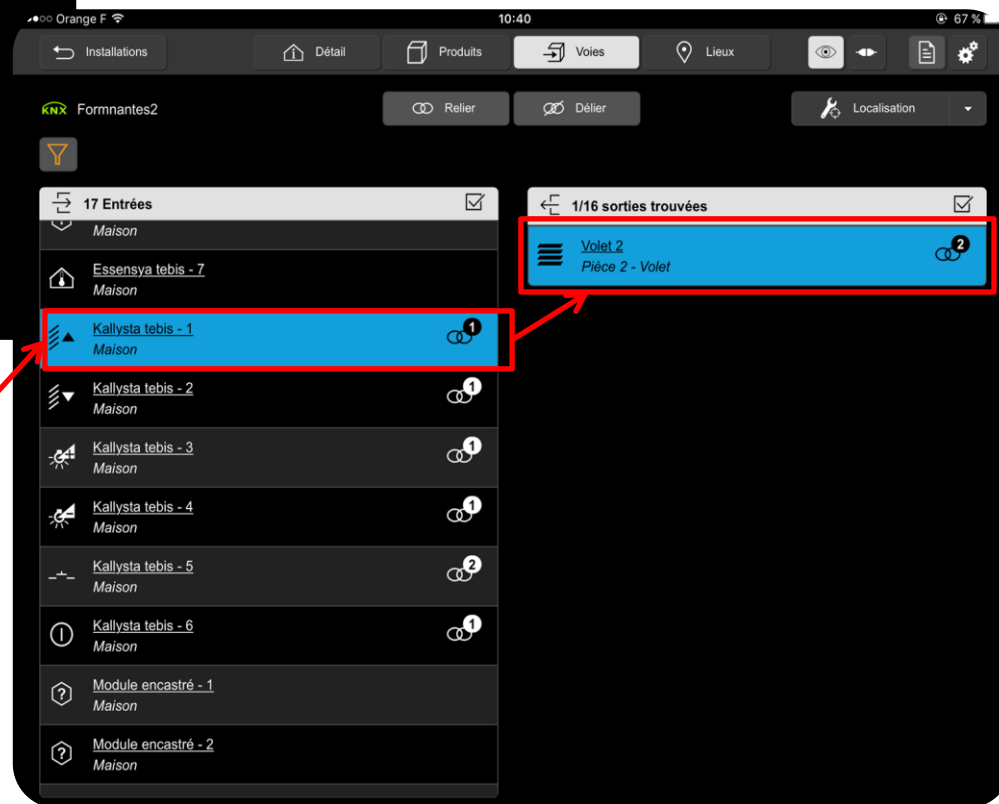 Orange F 10:40 67 %
Installations Détail Produits Voies Lieux
KNX Formnantes2 Relier Délier Localisation
17 Entrées
Maison
Essensya tebis - 7
Maison
Kallysta tebis - 1 1
Maison
Kallysta tebis - 2 1
Maison
Kallysta tebis - 3 1
Maison
Kallysta tebis - 4 1
Maison
Kallysta tebis - 5 2
Maison
Kallysta tebis - 6 1
Maison
Module encastré - 1
Maison
Module encastré - 2
Maison
1/16 sorties trouvées
Volet 2 2
Pièce 2 - Volet